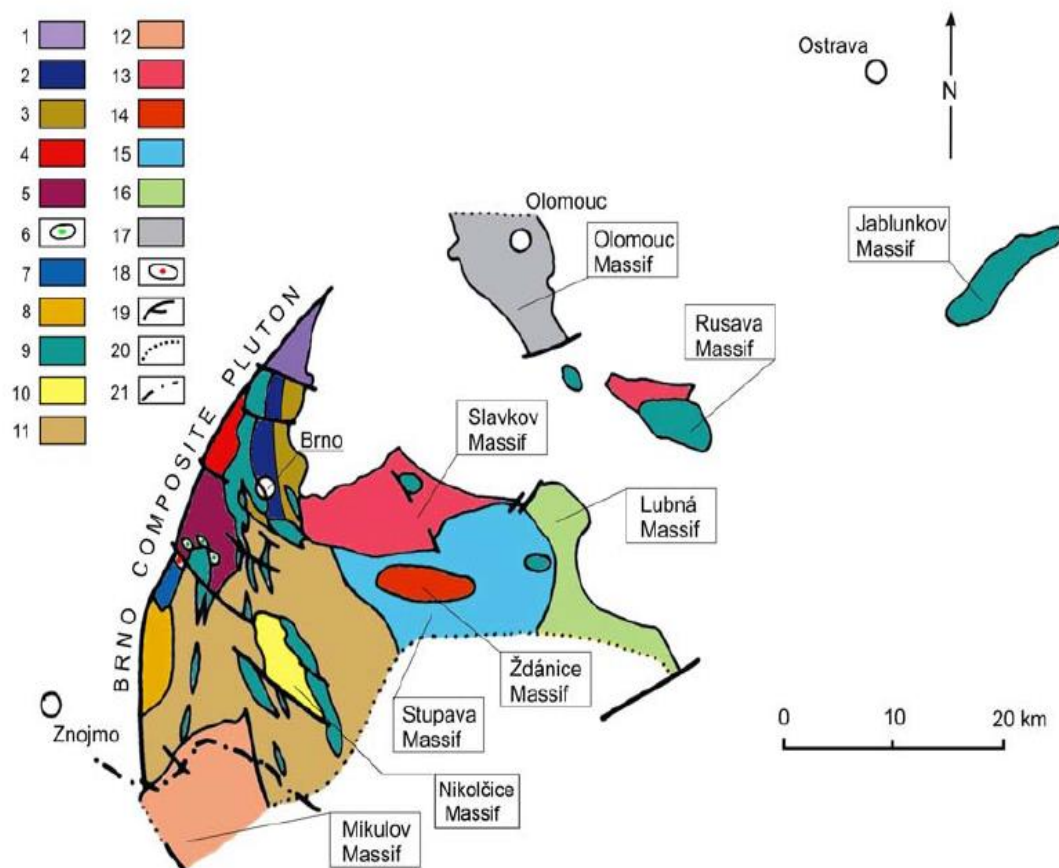 1
2
3
4
5
6
7
8
9
10
11
12
13
14
15
16
17
18
19
20
21
Ostrava
N
Olomouc
Olomouc
Massif
Jablunkov
Massif
Rusava
Massif
BRNO COMPOSITE PLUTON
Slavkov
Massif
Brno
Lubná
Massif
Ždánice
Massif
Stupava
Massif
Znojmo
Nikolčice
Massif
Mikulov
Massif
0 10 20 km